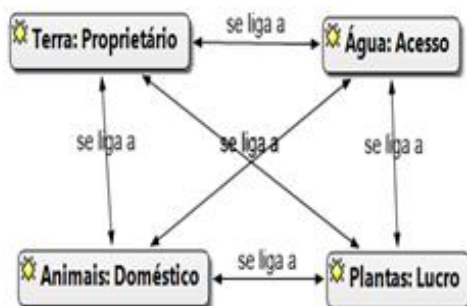 se liga a
Terra: Proprietário
Água: Acesso
se liga a
se liga a
se liga a
se liga a
Animais: Doméstico
Plantas: Lucro